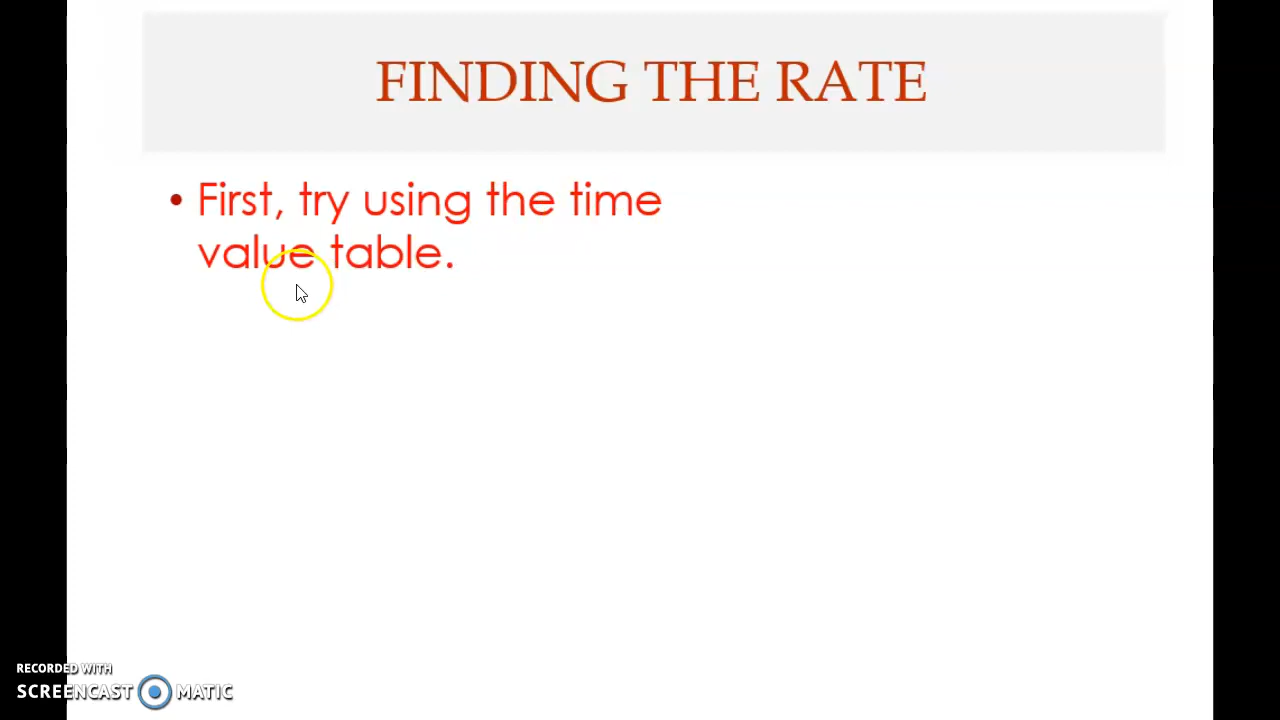 FINDING THE RATE
• First, try using the time
value table.
RECORDED WITH
SCREENCAST MATIC